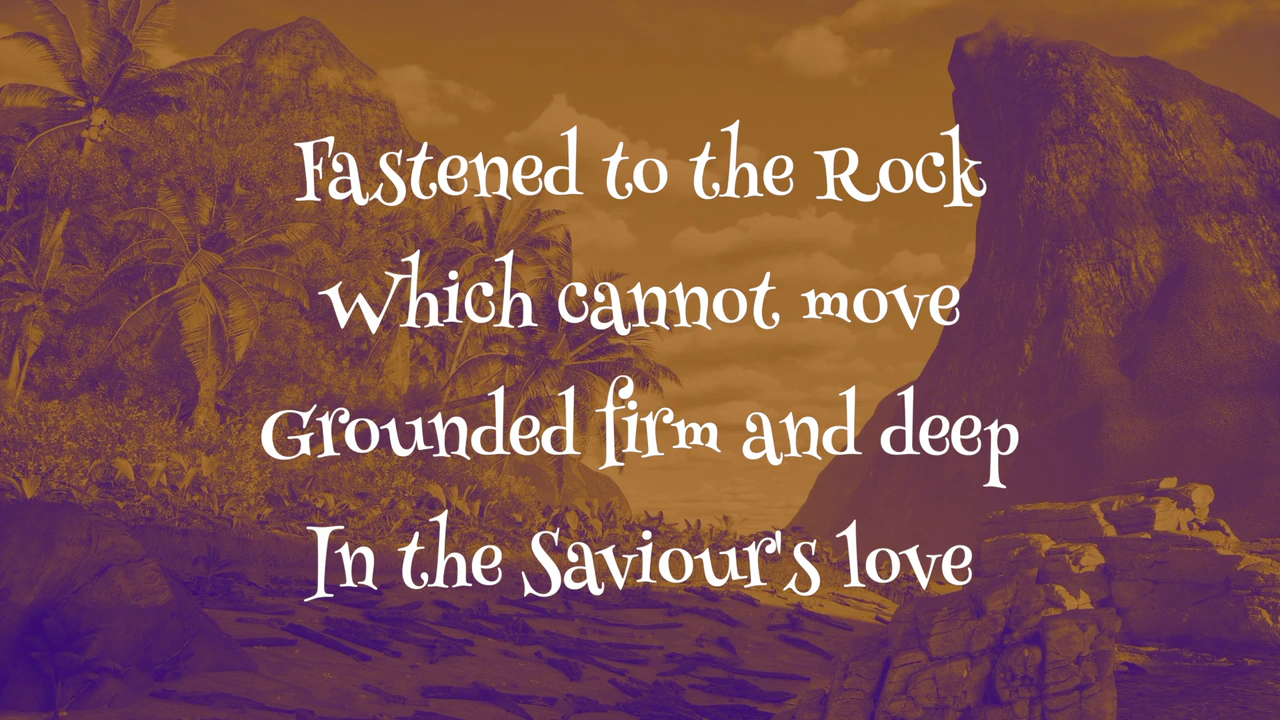 Fastened to the Rock
Which cannot move
Grounded firm and deep
In the Saviour's love